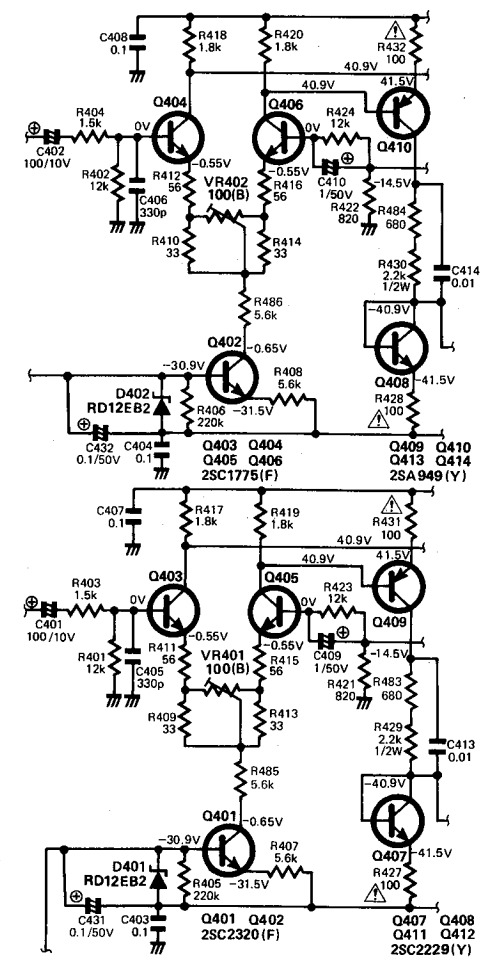 C408
0.1
R418
1.8k
R420
1.8k
R432
100
40.9V
40.9V
41.5V
Q404
Q406
Q410
R404
1.5k
0V
0V
R424
12k
C402
100/10V
R402
12k
C406
330p
-0.55V
-0.55V
R412
56
VR402
100(B)
R416
56
C410
1/50V
-14.5V
R422
820
R484
680
R410
33
R414
33
R430
2.2k
1/2W
C414
0.01
R486
5.6k
-40.9V
Q402
-0.65V
Q408
-30.9V
R408
5.6k
-41.5V
D402
RD12EB2
R406
220k
-31.5V
R428
100
C432
0.1/50V
C404
0.1
Q403 Q404
Q405 Q406
2SC1775(F)
Q409 Q410
Q413 Q414
2SA949(Y)
C407
0.1
R417
1.8k
R419
1.8k
R431
100
40.9V
40.9V
41.5V
Q403
Q405
Q409
R403
1.5k
0V
0V
R423
12k
C401
100/10V
R401
12k
C405
330p
-0.55V
-0.55V
R411
56
VR401
100(B)
R415
56
C409
1/50V
-14.5V
R421
820
R483
680
R409
33
R413
33
R429
2.2k
1/2W
C413
0.01
R485
5.6k
-40.9V
Q401
-0.65V
Q407
-30.9V
R407
5.6k
-41.5V
D401
RD12EB2
R405
220k
-31.5V
R427
100
C431
0.1/50V
C403
0.1
Q401 Q402
2SC2320(F)
Q407 Q408
Q411 Q412
2SC2229(Y)